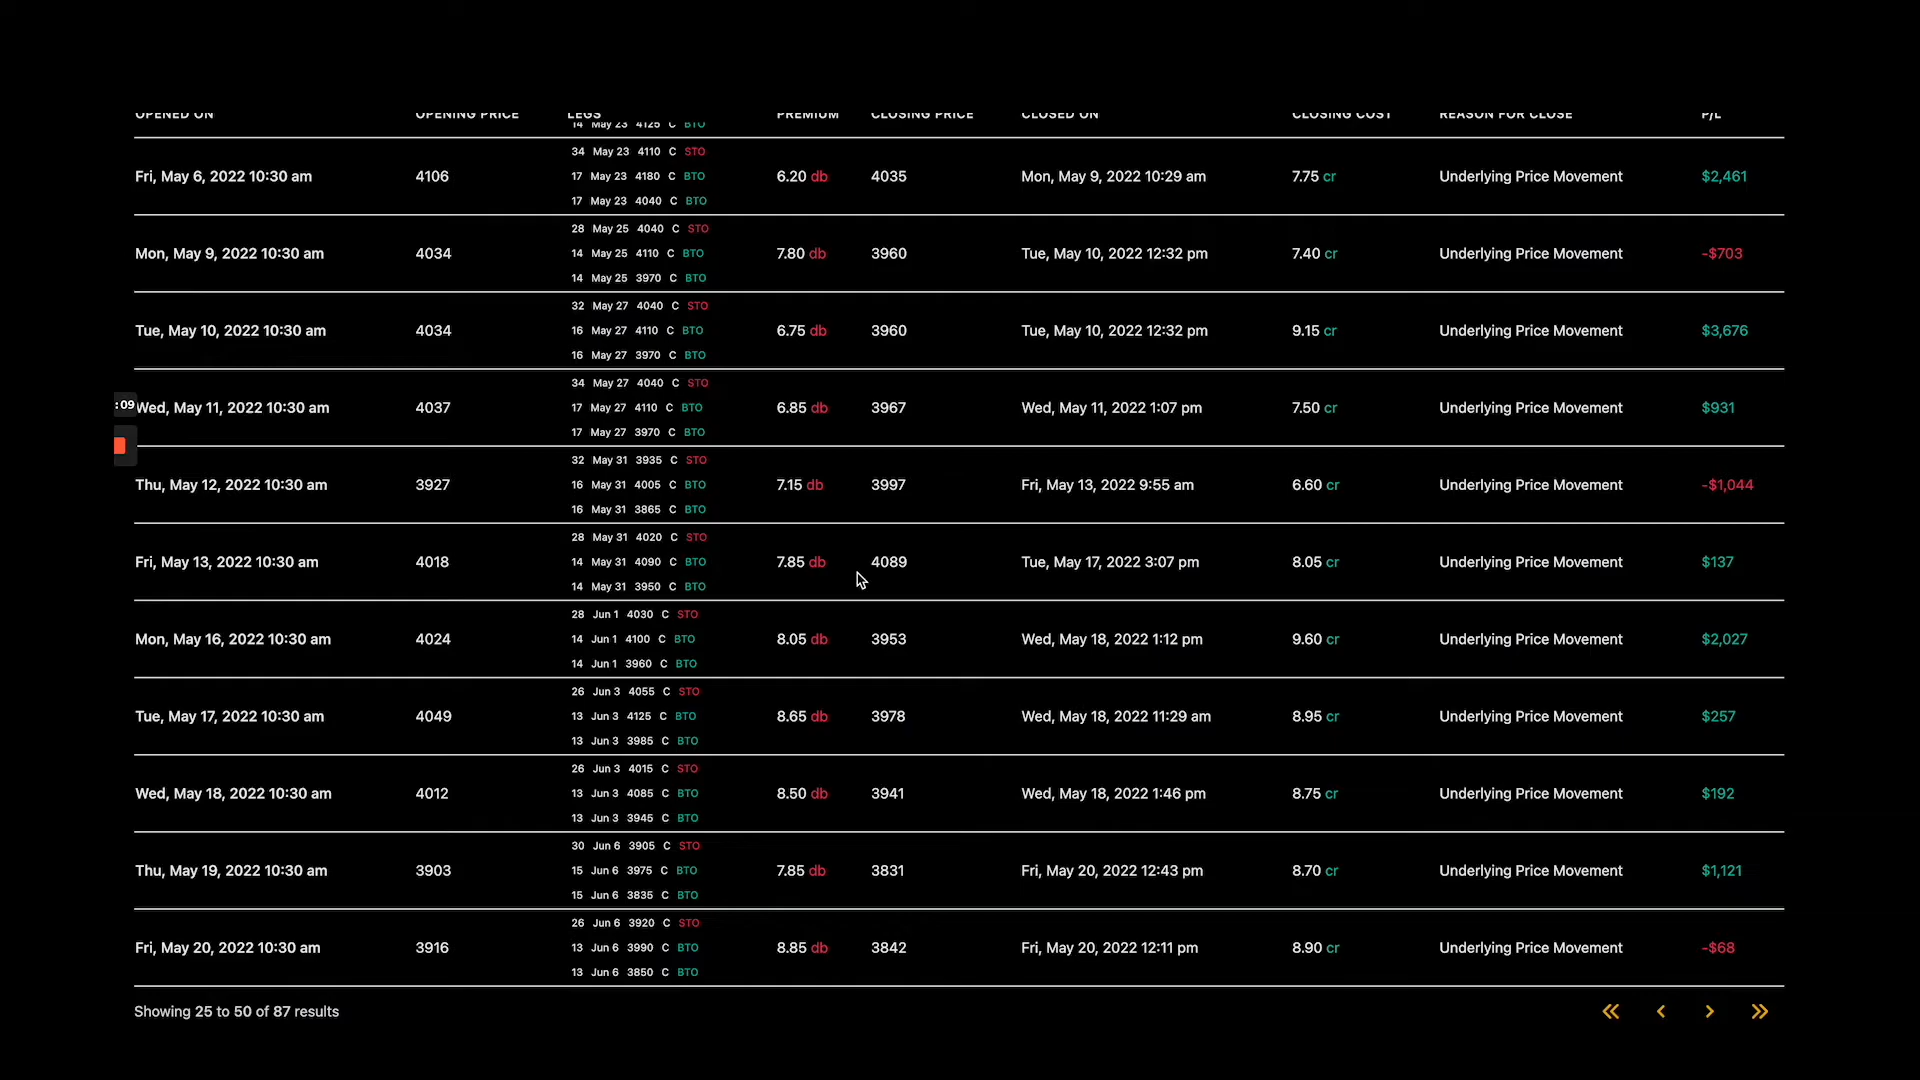 OPENED ON OPENING PRICE LEGS PREMIUM CLOSING PRICE CLOSED ON CLOSING COST REASON FOR CLOSE P/L
14 May 23 4125 C BTO
34 May 23 4110 C STO
Fri, May 6, 2022 10:30 am 4106 17 May 23 4180 C BTO 6.20 db 4035 Mon, May 9, 2022 10:29 am 7.75 cr Underlying Price Movement $2,461
17 May 23 4040 C BTO
28 May 25 4040 C STO
Mon, May 9, 2022 10:30 am 4034 14 May 25 4110 C BTO 7.80 db 3960 Tue, May 10, 2022 12:32 pm 7.40 cr Underlying Price Movement -$703
14 May 25 3970 C BTO
32 May 27 4040 C STO
Tue, May 10, 2022 10:30 am 4034 16 May 27 4110 C BTO 6.75 db 3960 Tue, May 10, 2022 12:32 pm 9.15 cr Underlying Price Movement $3,676
16 May 27 3970 C BTO
34 May 27 4040 C STO
:09 Wed, May 11, 2022 10:30 am 4037 17 May 27 4110 C BTO 6.85 db 3967 Wed, May 11, 2022 1:07 pm 7.50 cr Underlying Price Movement $931
17 May 27 3970 C BTO
32 May 31 3935 C STO
Thu, May 12, 2022 10:30 am 3927 16 May 31 4005 C BTO 7.15 db 3997 Fri, May 13, 2022 9:55 am 6.60 cr Underlying Price Movement -$1,044
16 May 31 3865 C BTO
28 May 31 4020 C STO
Fri, May 13, 2022 10:30 am 4018 14 May 31 4090 C BTO 7.85 db 4089 Tue, May 17, 2022 3:07 pm 8.05 cr Underlying Price Movement $137
14 May 31 3950 C BTO
28 Jun 1 4030 C STO
Mon, May 16, 2022 10:30 am 4024 14 Jun 1 4100 C BTO 8.05 db 3953 Wed, May 18, 2022 1:12 pm 9.60 cr Underlying Price Movement $2,027
14 Jun 1 3960 C BTO
26 Jun 3 4055 C STO
Tue, May 17, 2022 10:30 am 4049 13 Jun 3 4125 C BTO 8.65 db 3978 Wed, May 18, 2022 11:29 am 8.95 cr Underlying Price Movement $257
13 Jun 3 3985 C BTO
26 Jun 3 4015 C STO
Wed, May 18, 2022 10:30 am 4012 13 Jun 3 4085 C BTO 8.50 db 3941 Wed, May 18, 2022 1:46 pm 8.75 cr Underlying Price Movement $192
13 Jun 3 3945 C BTO
30 Jun 6 3905 C STO
Thu, May 19, 2022 10:30 am 3903 15 Jun 6 3975 C BTO 7.85 db 3831 Fri, May 20, 2022 12:43 pm 8.70 cr Underlying Price Movement $1,121
15 Jun 6 3835 C BTO
26 Jun 6 3920 C STO
Fri, May 20, 2022 10:30 am 3916 13 Jun 6 3990 C BTO 8.85 db 3842 Fri, May 20, 2022 12:11 pm 8.90 cr Underlying Price Movement -$68
13 Jun 6 3850 C BTO
Showing 25 to 50 of 87 results